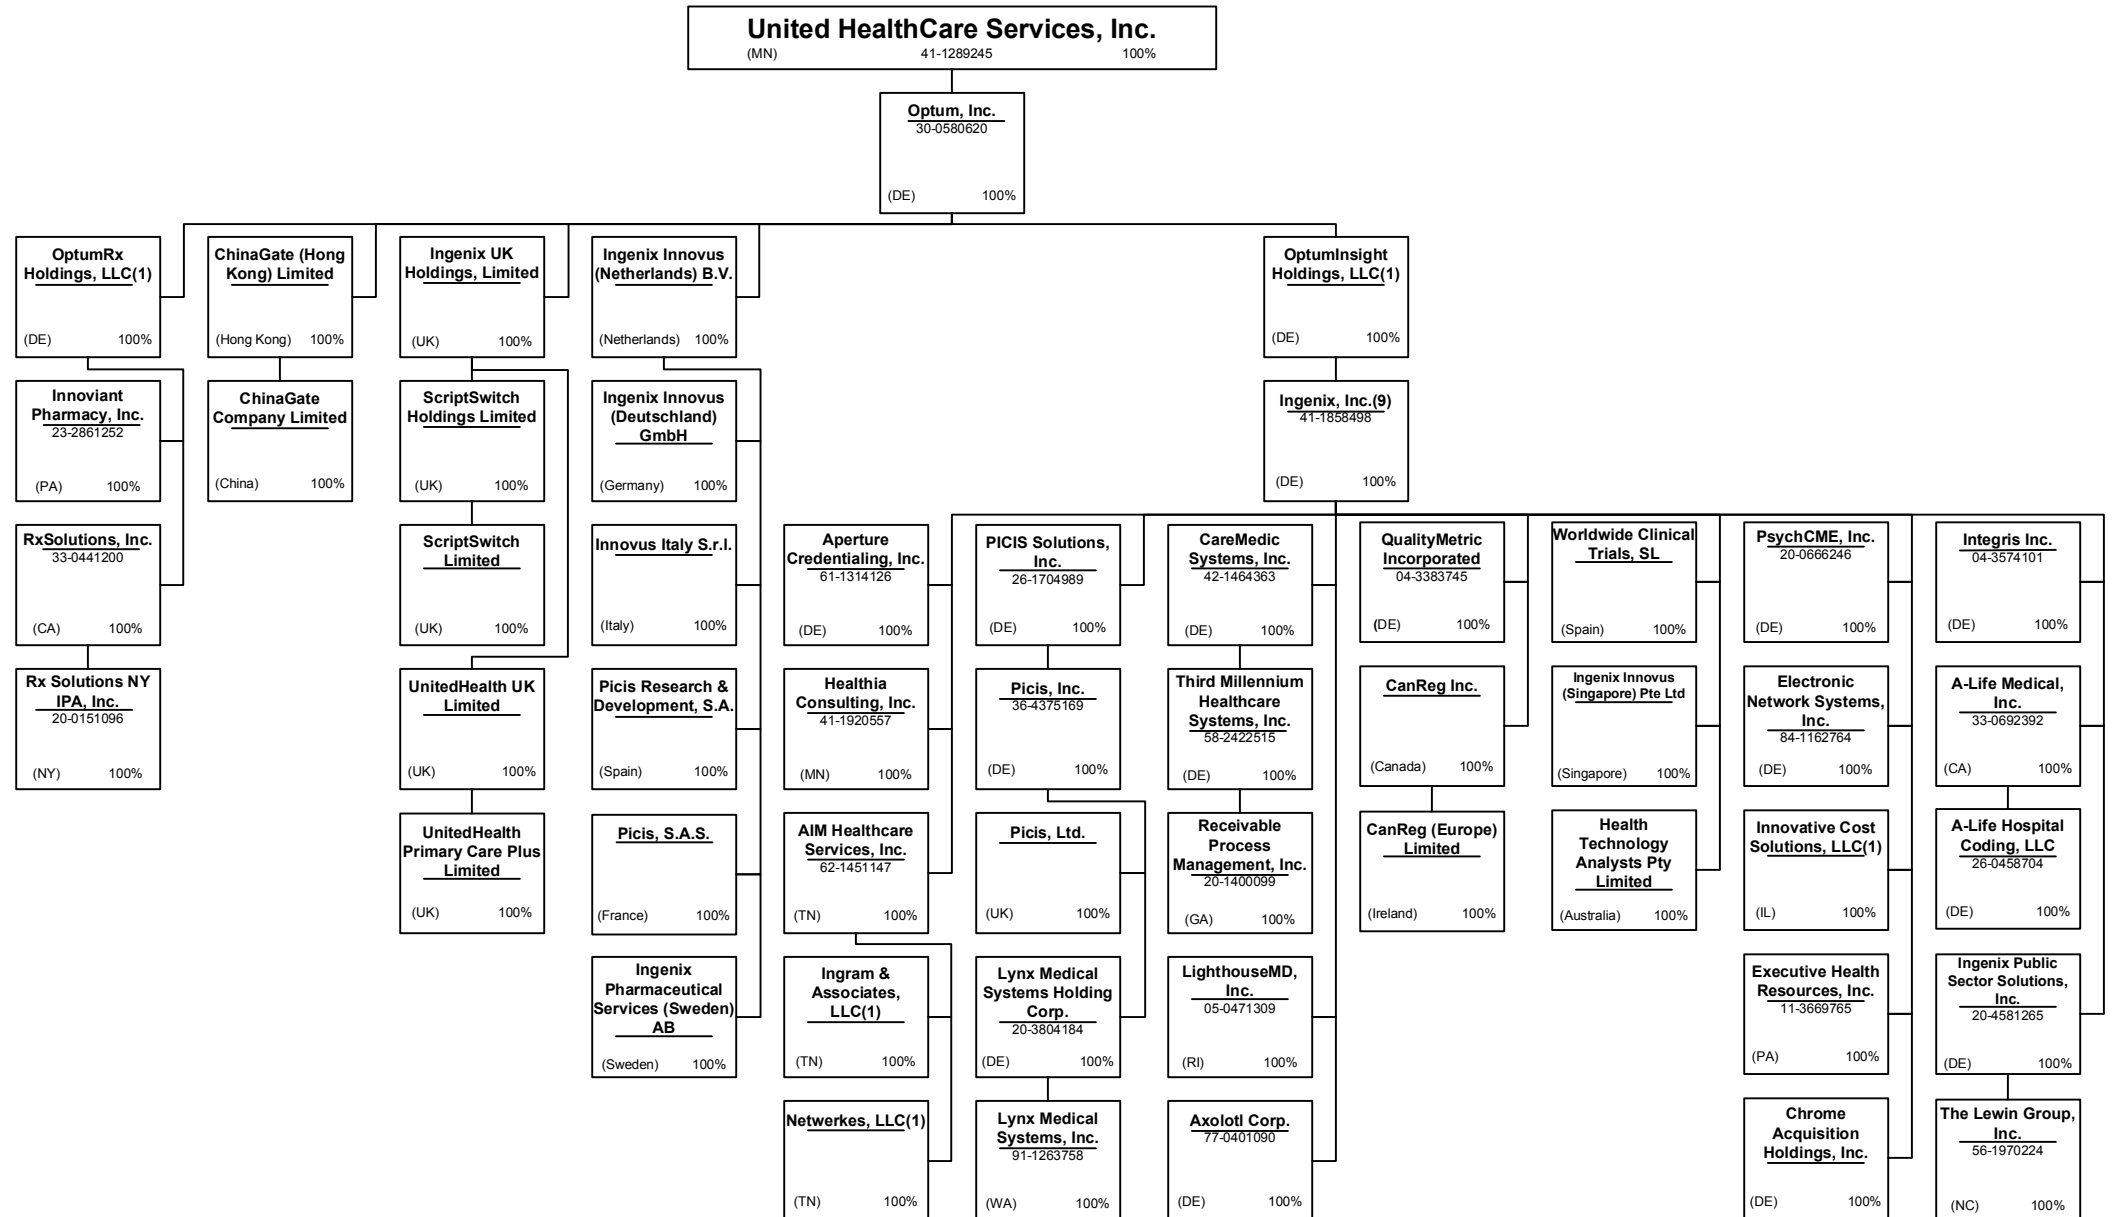 United HealthCare Services, Inc.
(MN) 41-1289245 100%
Optum, Inc.
30-0580620
(DE) 100%
OptumRx
Holdings, LLC(1)
(DE) 100%
ChinaGate (Hong
Kong) Limited
(Hong Kong) 100%
Ingenix UK
Holdings, Limited
(UK) 100%
Ingenix Innovus
(Netherlands) B.V.
(Netherlands) 100%
OptumInsight
Holdings, LLC(1)
(DE) 100%
Innoviant
Pharmacy, Inc.
23-2861252
(PA) 100%
ChinaGate
Company Limited
(China) 100%
ScriptSwitch
Holdings Limited
(UK) 100%
Ingenix Innovus
(Deutschland)
GmbH
(Germany) 100%
Ingenix, Inc.(9)
41-1858498
(DE) 100%
RxSolutions, Inc.
33-0441200
(CA) 100%
ScriptSwitch
Limited
(UK) 100%
Innovus Italy S.r.l.
(Italy) 100%
Aperture
Credentialing, Inc.
61-1314126
(DE) 100%
PICIS Solutions,
Inc.
26-1704989
(DE) 100%
CareMedic
Systems, Inc.
42-1464363
(DE) 100%
QualityMetric
Incorporated
04-3383745
(DE) 100%
Worldwide Clinical
Trials, SL
(Spain) 100%
PsychCME, Inc.
20-0666246
(DE) 100%
Integris Inc.
04-3574101
(DE) 100%
Rx Solutions NY
IPA, Inc.
20-0151096
(NY) 100%
UnitedHealth UK
Limited
(UK) 100%
Picis Research &
Development, S.A.
(Spain) 100%
Healthia
Consulting, Inc.
41-1920557
(MN) 100%
Picis, Inc.
36-4375169
(DE) 100%
Third Millennium
Healthcare
Systems, Inc.
58-2422515
(DE) 100%
CanReg Inc.
(Canada) 100%
Ingenix Innovus
(Singapore) Pte Ltd
(Singapore) 100%
Electronic
Network Systems,
Inc.
84-1162764
(DE) 100%
A-Life Medical,
Inc.
33-0692392
(CA) 100%
UnitedHealth
Primary Care Plus
Limited
(UK) 100%
Picis, S.A.S.
(France) 100%
AIM Healthcare
Services, Inc.
62-1451147
(TN) 100%
Picis, Ltd.
(UK) 100%
Receivable
Process
Management, Inc.
20-1400099
(GA) 100%
CanReg (Europe)
Limited
(Ireland) 100%
Health
Technology
Analysts Pty
Limited
(Australia) 100%
Innovative Cost
Solutions, LLC(1)
(IL) 100%
A-Life Hospital
Coding, LLC
26-0458704
(DE) 100%
Ingenix
Pharmaceutical
Services (Sweden)
AB
(Sweden) 100%
Ingram &
Associates,
LLC(1)
(TN) 100%
Lynx Medical
Systems Holding
Corp.
20-3804184
(DE) 100%
LighthouseMD,
Inc.
05-0471309
(RI) 100%
Executive Health
Resources, Inc.
11-3669765
(PA) 100%
Ingenix Public
Sector Solutions,
Inc.
20-4581265
(DE) 100%
Netwerkes, LLC(1)
(TN) 100%
Lynx Medical
Systems, Inc.
91-1263758
(WA) 100%
Axolotl Corp.
77-0401090
(DE) 100%
Chrome
Acquisition
Holdings, Inc.
(DE) 100%
The Lewin Group,
Inc.
56-1970224
(NC) 100%